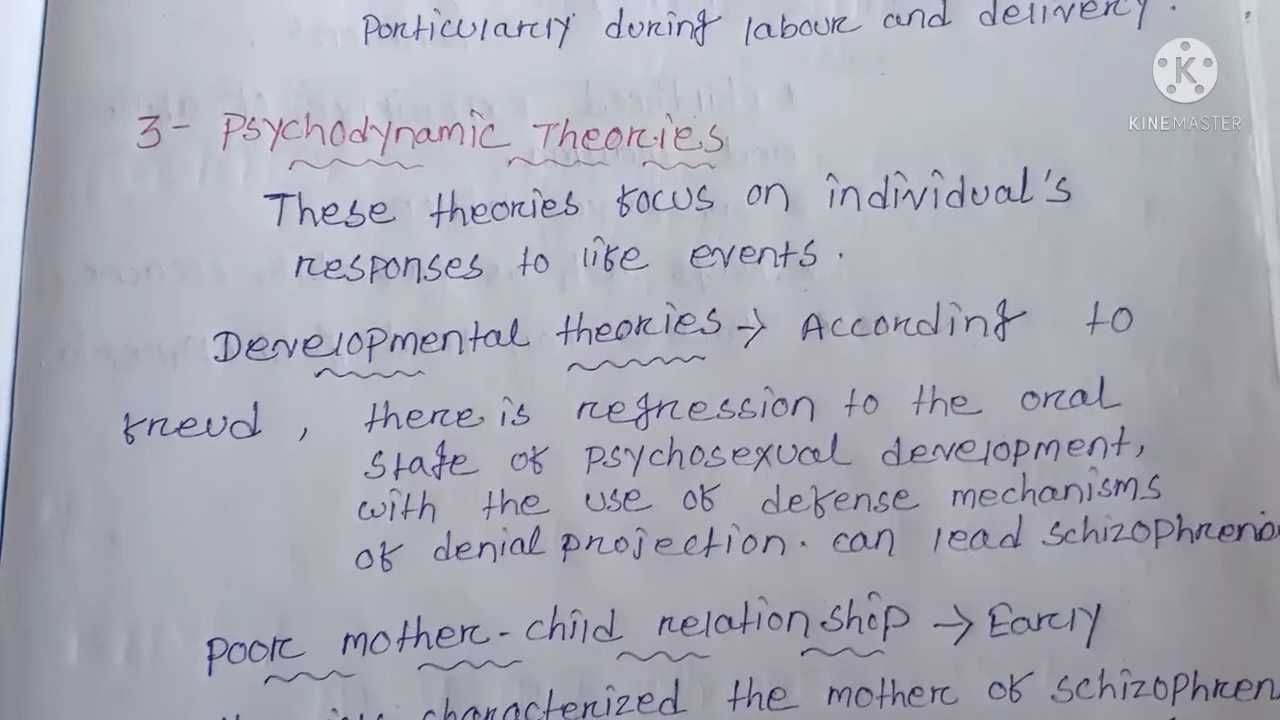 Particularly during labour and delivery.
K
KINEMASTER
3- Psychodynamic Theories
These theories focus on individual's
responses to life events.
Developmental theories → According to
freud, there is regression to the oral
stage of psychosexual development,
with the use of defense mechanisms
of denial projection. can lead schizophrenia
Poor mother-child relationship → Early
characterized the mother of schizophren